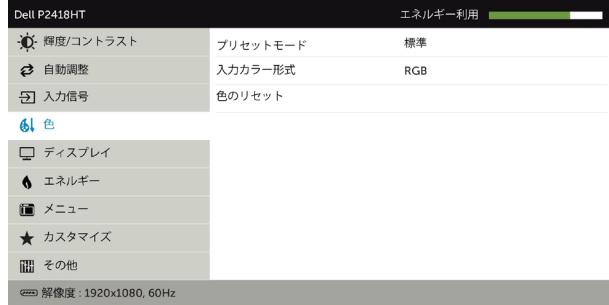 Dell P2418HT エネルギー利用
輝度/コントラスト プリセットモード 標準
自動調整 入力カラー形式 RGB
入力信号 色のリセット
色
ディスプレイ
エネルギー
メニュー
カスタマイズ
その他
解像度 : 1920x1080, 60Hz